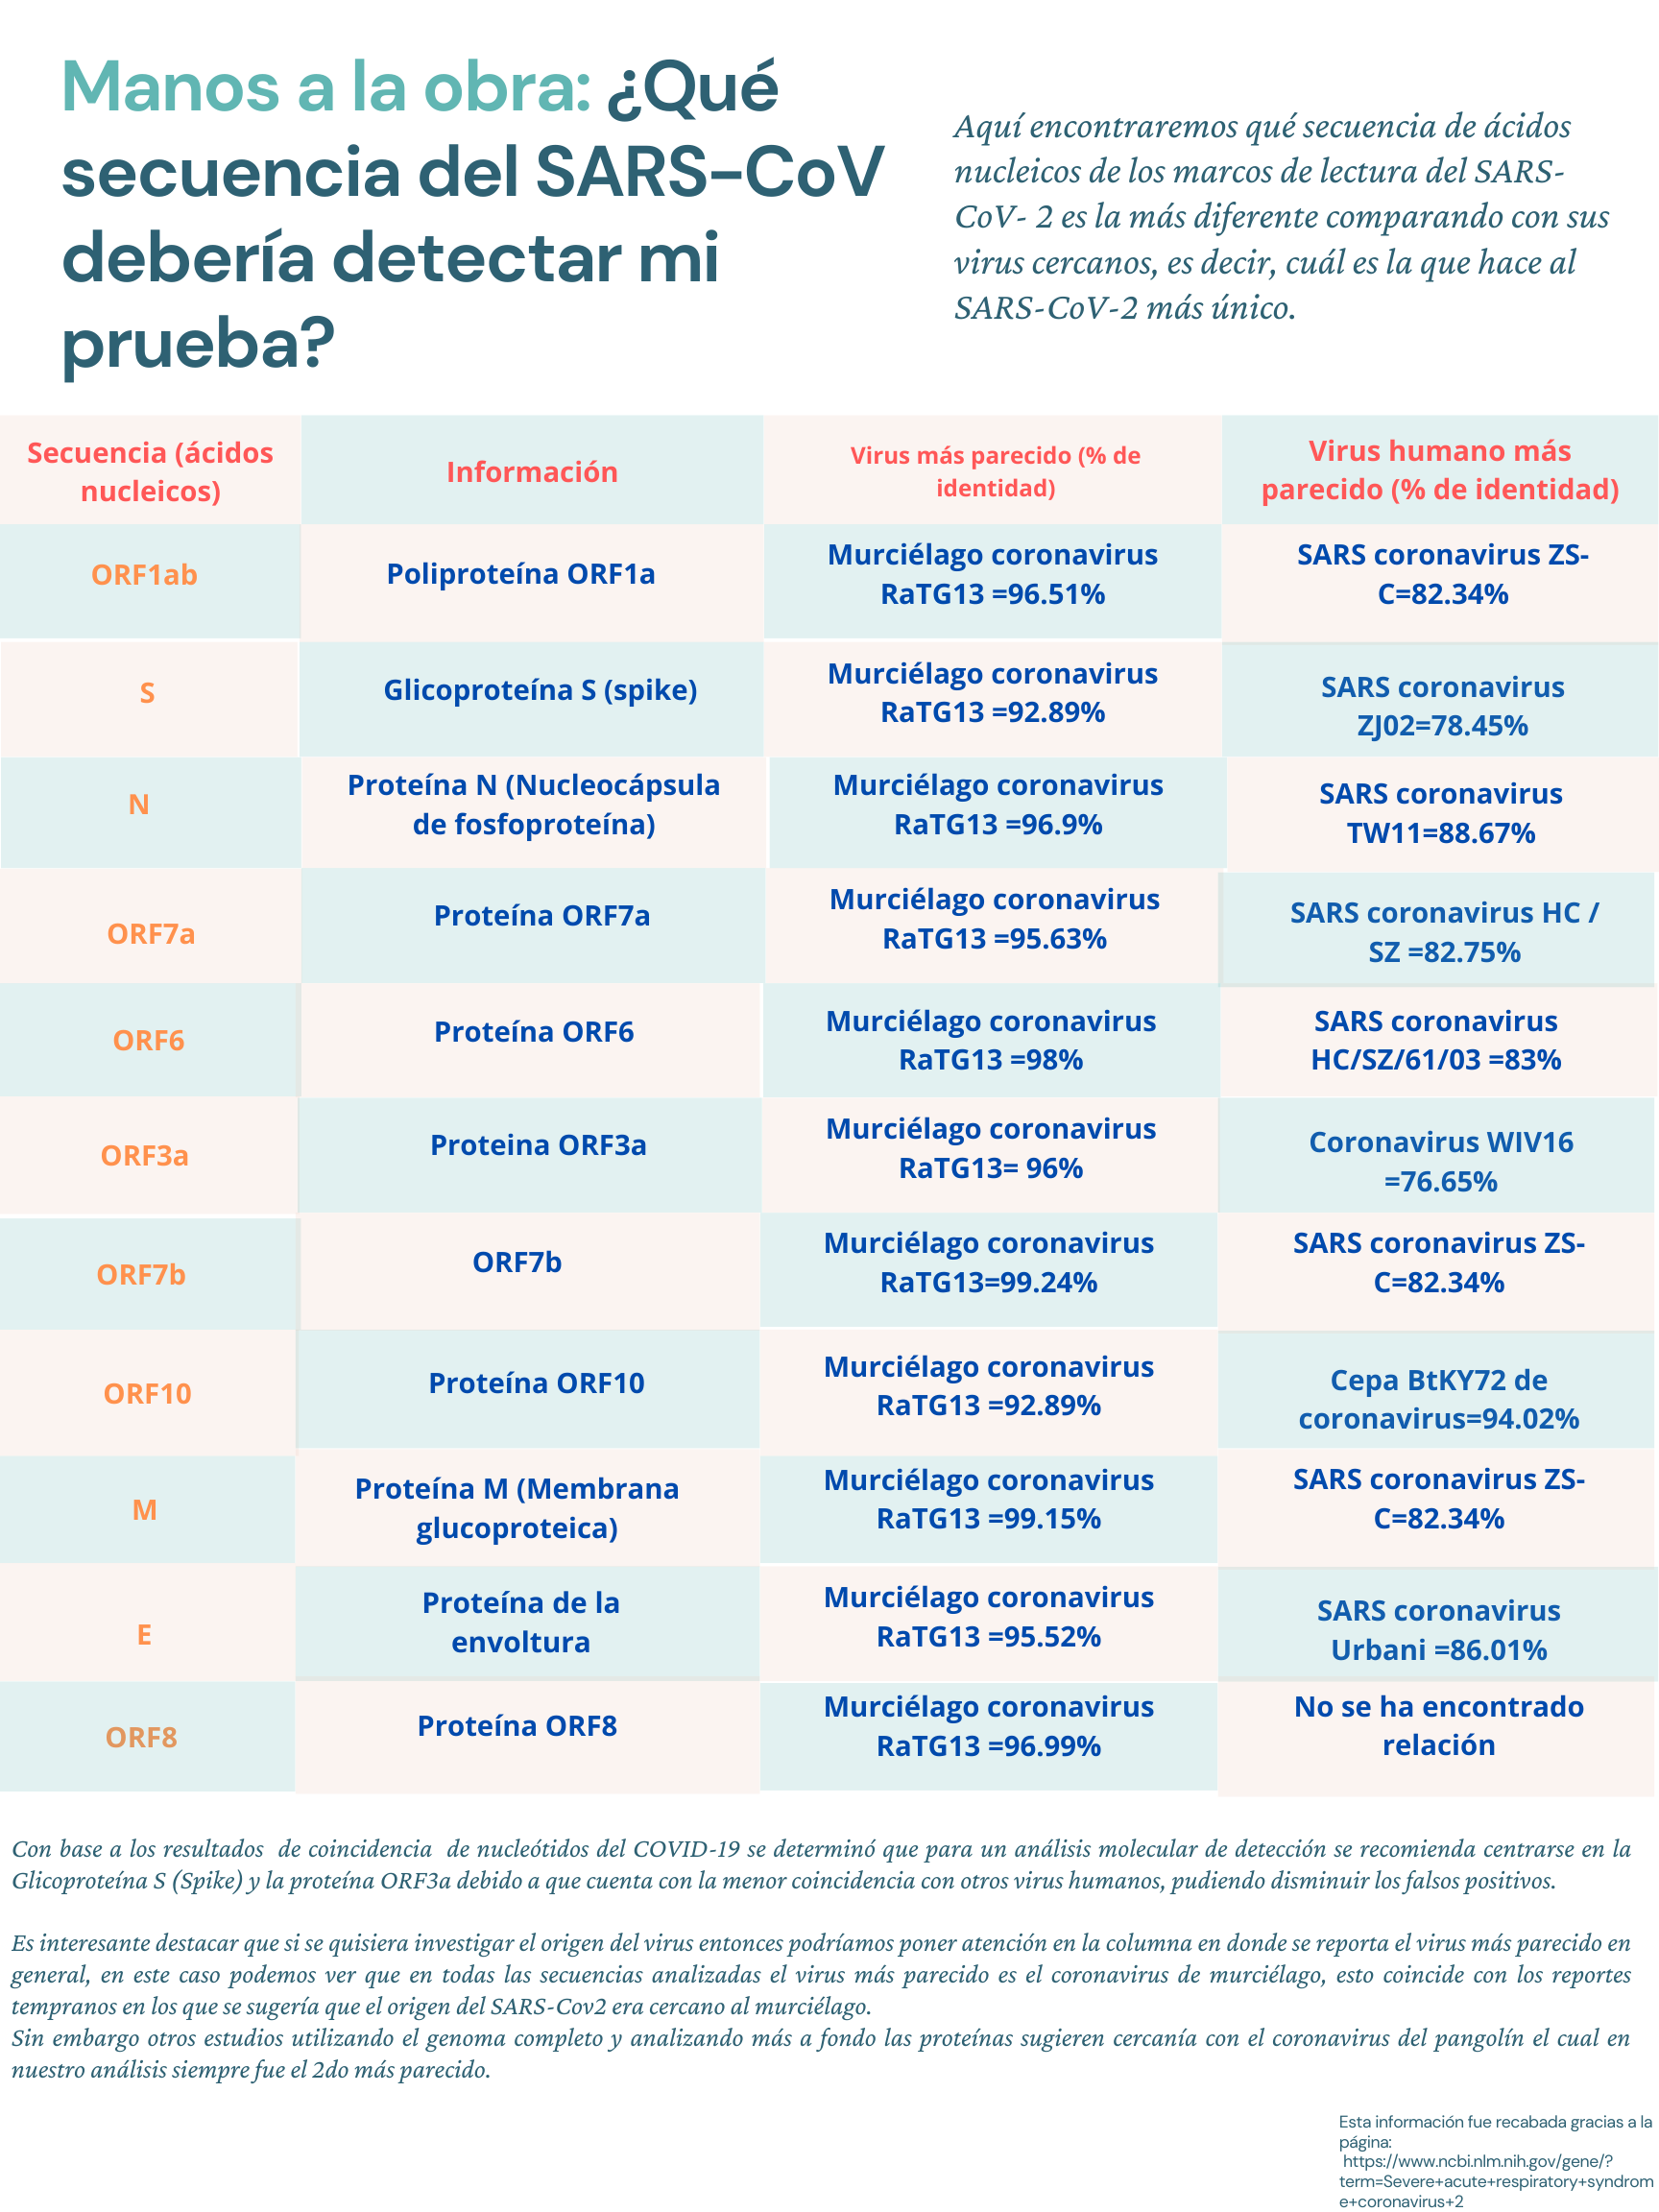 Manos a la obra: ¿Qué
secuencia del SARS-CoV
debería detectar mi
prueba?
Aquí encontraremos qué secuencia de ácidos
nucleicos de los marcos de lectura del SARS-
CoV- 2 es la más diferente comparando con sus
virus cercanos, es decir, cuál es la que hace al
SARS-CoV-2 más único.
Secuencia (ácidos
nucleicos)
Información
Virus más parecido (% de
identidad)
Virus humano más
parecido (% de identidad)
ORF1ab
Poliproteína ORF1a
Murciélago coronavirus
RaTG13 =96.51%
SARS coronavirus ZS-
C=82.34%
S
Glicoproteína S (spike)
Murciélago coronavirus
RaTG13 =92.89%
SARS coronavirus
ZJ02=78.45%
N
Proteína N (Nucleocápsula
de fosfoproteína)
Murciélago coronavirus
RaTG13 =96.9%
SARS coronavirus
TW11=88.67%
ORF7a
Proteína ORF7a
Murciélago coronavirus
RaTG13 =95.63%
SARS coronavirus HC /
SZ =82.75%
ORF6
Proteína ORF6
Murciélago coronavirus
RaTG13 =98%
SARS coronavirus
HC/SZ/61/03 =83%
ORF3a
Proteina ORF3a
Murciélago coronavirus
RaTG13= 96%
Coronavirus WIV16
=76.65%
ORF7b
ORF7b
Murciélago coronavirus
RaTG13=99.24%
SARS coronavirus ZS-
C=82.34%
ORF10
Proteína ORF10
Murciélago coronavirus
RaTG13 =92.89%
Cepa BtKY72 de
coronavirus=94.02%
M
Proteína M (Membrana
glucoproteica)
Murciélago coronavirus
RaTG13 =99.15%
SARS coronavirus ZS-
C=82.34%
E
Proteína de la
envoltura
Murciélago coronavirus
RaTG13 =95.52%
SARS coronavirus
Urbani =86.01%
ORF8
Proteína ORF8
Murciélago coronavirus
RaTG13 =96.99%
No se ha encontrado
relación
Con base a los resultados de coincidencia de nucleótidos del COVID-19 se determinó que para un análisis molecular de detección se recomienda centrarse en la
Glicoproteína S (Spike) y la proteína ORF3a debido a que cuenta con la menor coincidencia con otros virus humanos, pudiendo disminuir los falsos positivos.
Es interesante destacar que si se quisiera investigar el origen del virus entonces podríamos poner atención en la columna en donde se reporta el virus más parecido en
general, en este caso podemos ver que en todas las secuencias analizadas el virus más parecido es el coronavirus de murciélago, esto coincide con los reportes
tempranos en los que se sugería que el origen del SARS-Cov2 era cercano al murciélago.
Sin embargo otros estudios utilizando el genoma completo y analizando más a fondo las proteínas sugieren cercanía con el coronavirus del pangolín el cual en
nuestro análisis siempre fue el 2do más parecido.
Esta información fue recabada gracias a la
página:
https://www.ncbi.nlm.nih.gov/gene/?
term=Severe+acute+respiratory+syndrom
e+coronavirus+2